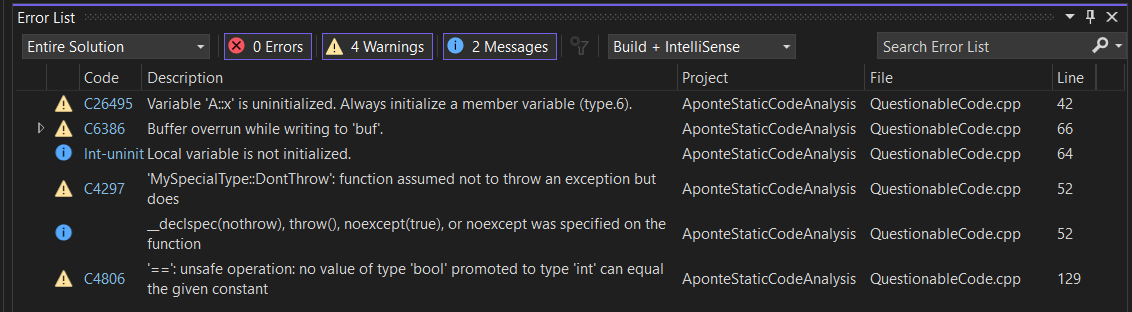 Error List
Entire Solution 0 Errors 4 Warnings 2 Messages Build + IntelliSense Search Error List
Code Description Project File Line
C26495 Variable 'A::x' is uninitialized. Always initialize a member variable (type.6). AponteStaticCodeAnalysis QuestionableCode.cpp 42
C6386 Buffer overrun while writing to 'buf'. AponteStaticCodeAnalysis QuestionableCode.cpp 66
Int-uninit Local variable is not initialized. AponteStaticCodeAnalysis QuestionableCode.cpp 64
C4297 'MySpecialType::DontThrow': function assumed not to throw an exception but AponteStaticCodeAnalysis QuestionableCode.cpp 52
does
__declspec(nothrow), throw(), noexcept(true), or noexcept was specified on the AponteStaticCodeAnalysis QuestionableCode.cpp 52
function
C4806 '==': unsafe operation: no value of type 'bool' promoted to type 'int' can equal AponteStaticCodeAnalysis QuestionableCode.cpp 129
the given constant